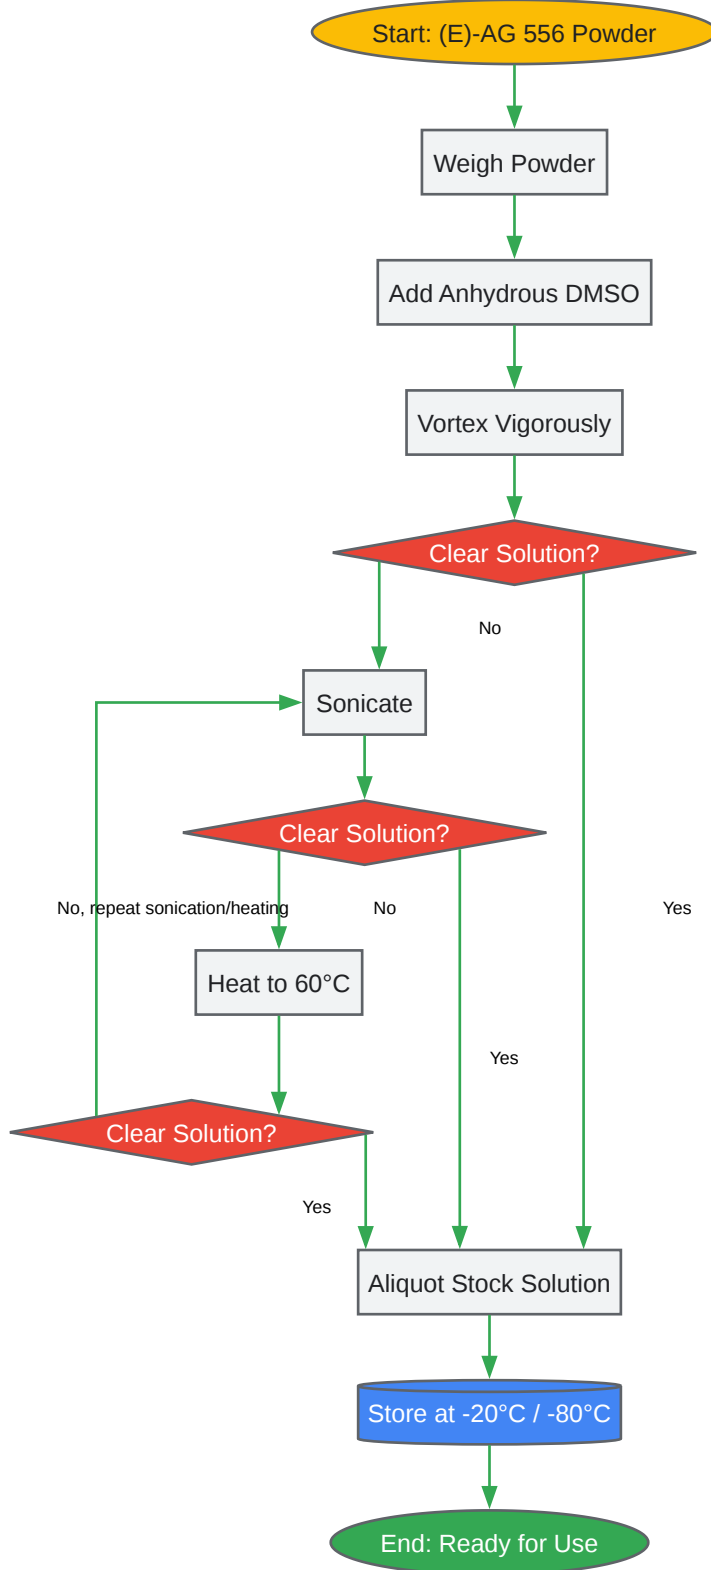 Start: (E)-AG 556 Powder
Weigh Powder
Add Anhydrous DMSO
Vortex Vigorously
Clear Solution?
No
Sonicate
Clear Solution?
No, repeat sonication/heating
No
Yes
Heat to 60°C
Yes
Clear Solution?
Yes
Aliquot Stock Solution
Store at -20°C / -80°C
End: Ready for Use